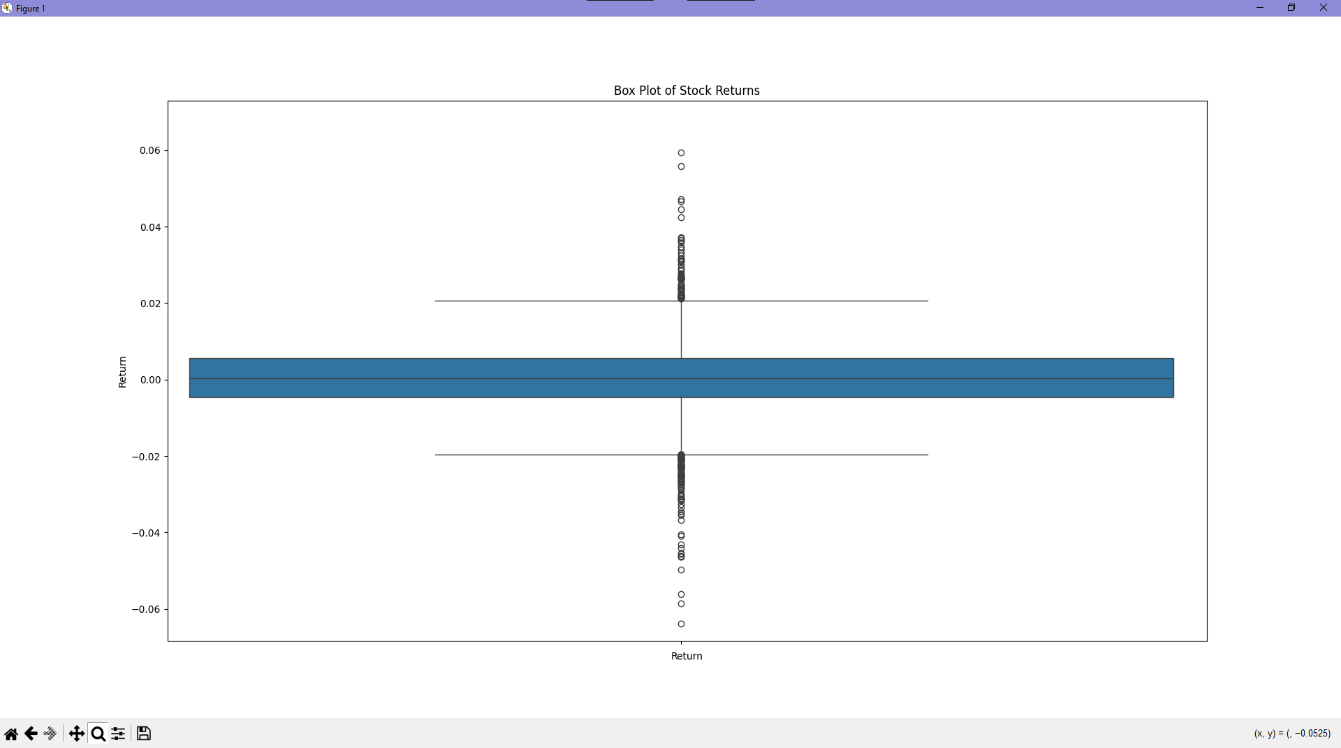 Figure 1
Box Plot of Stock Returns
0.06
0.04
0.02
0.00
−0.02
−0.04
−0.06
Return
Return
(x, y) = (, −0.0525)